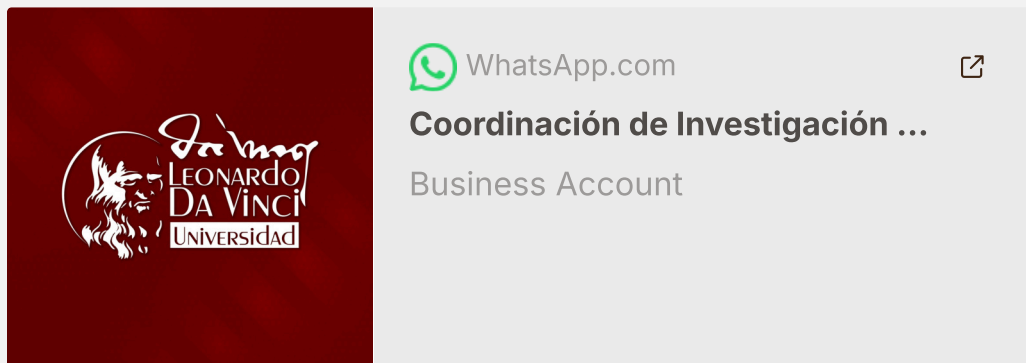 da Vinci
LEONARDO
DA VINCI
UNIVERSIDAD
WhatsApp.com
Coordinación de Investigación ...
Business Account